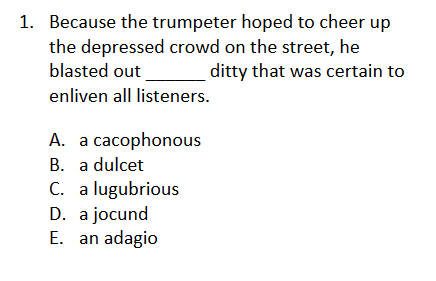 1. Because the trumpeter hoped to cheer up
the depressed crowd on the street, he
blasted out ______ ditty that was certain to
enliven all listeners.
A. a cacophonous
B. a dulcet
C. a lugubrious
D. a jocund
E. an adagio